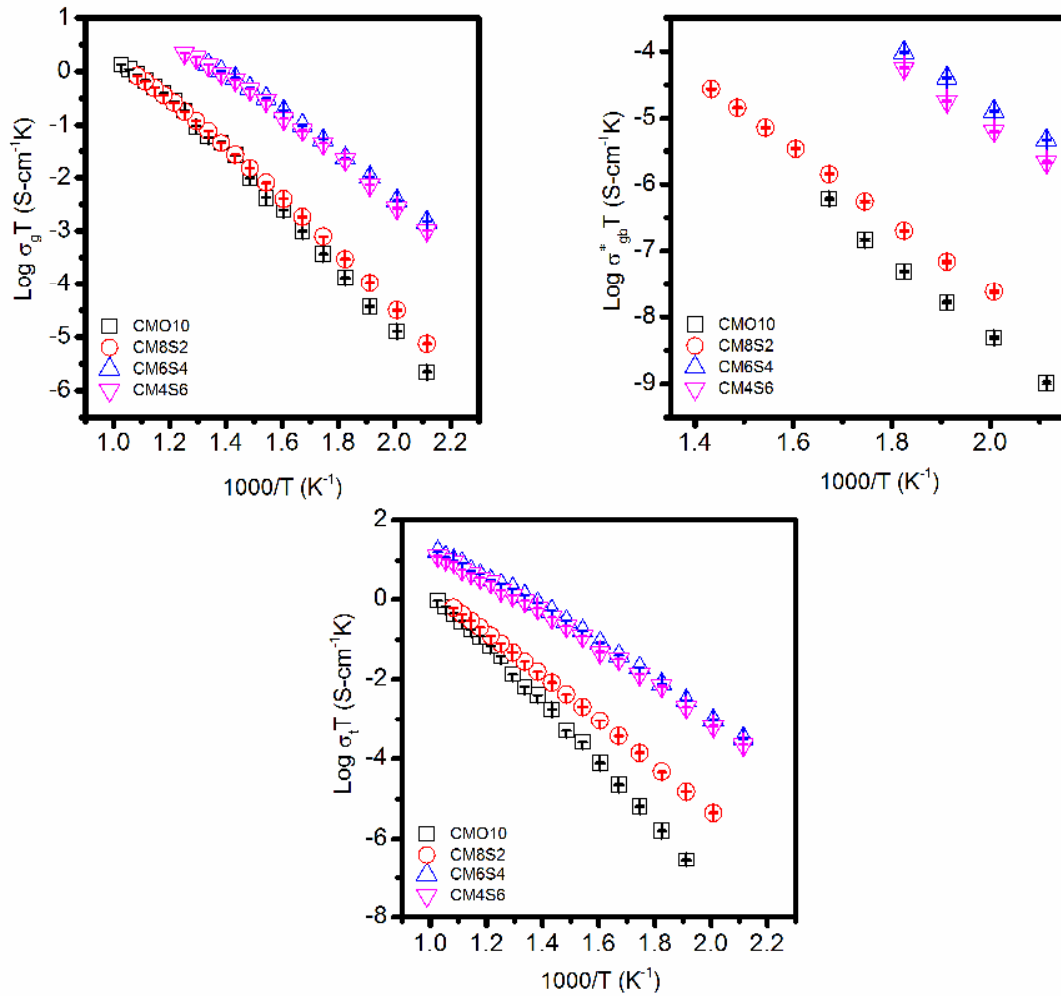 Log σgT (S-cm⁻¹K)
1
0
-1
-2
-3
-4
-5
-6
CMO10
CM8S2
CM6S4
CM4S6
1.0 1.2 1.4 1.6 1.8 2.0 2.2
1000/T (K⁻¹)
Log σ*gbT (S-cm⁻¹K)
-4
-5
-6
-7
-8
-9
CMO10
CM8S2
CM6S4
CM4S6
1.4 1.6 1.8 2.0
1000/T (K⁻¹)
Log σtT (S-cm⁻¹K)
2
0
-2
-4
-6
-8
CMO10
CM8S2
CM6S4
CM4S6
1.0 1.2 1.4 1.6 1.8 2.0 2.2
1000/T (K⁻¹)